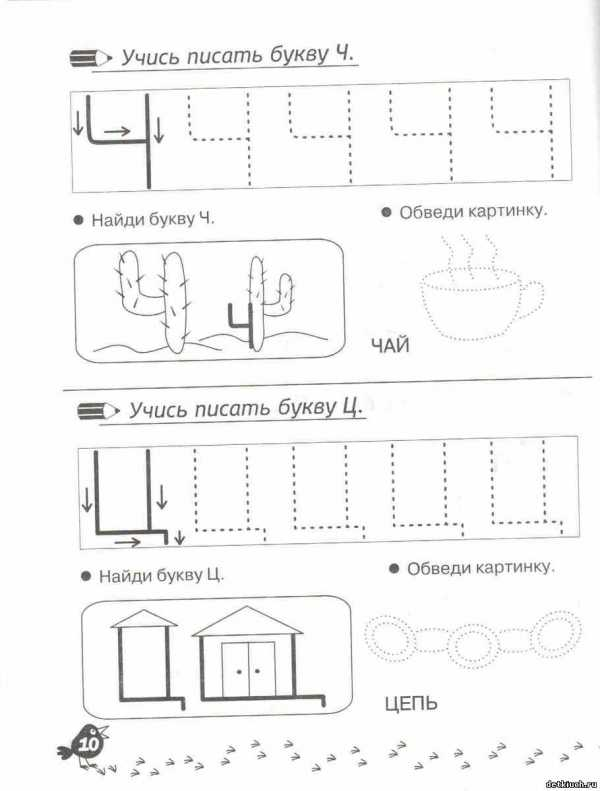 Учись писать букву Ч.
Найди букву Ч.
Обведи картинку.
ЧАЙ
Учись писать букву Ц.
Найди букву Ц.
Обведи картинку.
ЦЕПЬ
10
detkiuch.ru